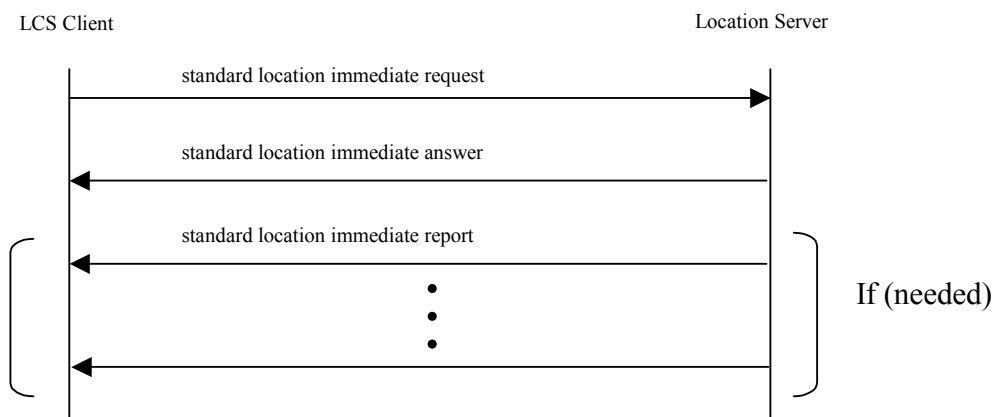 LCS Client
Location Server
standard location immediate request
standard location immediate answer
standard location immediate report
If (needed)